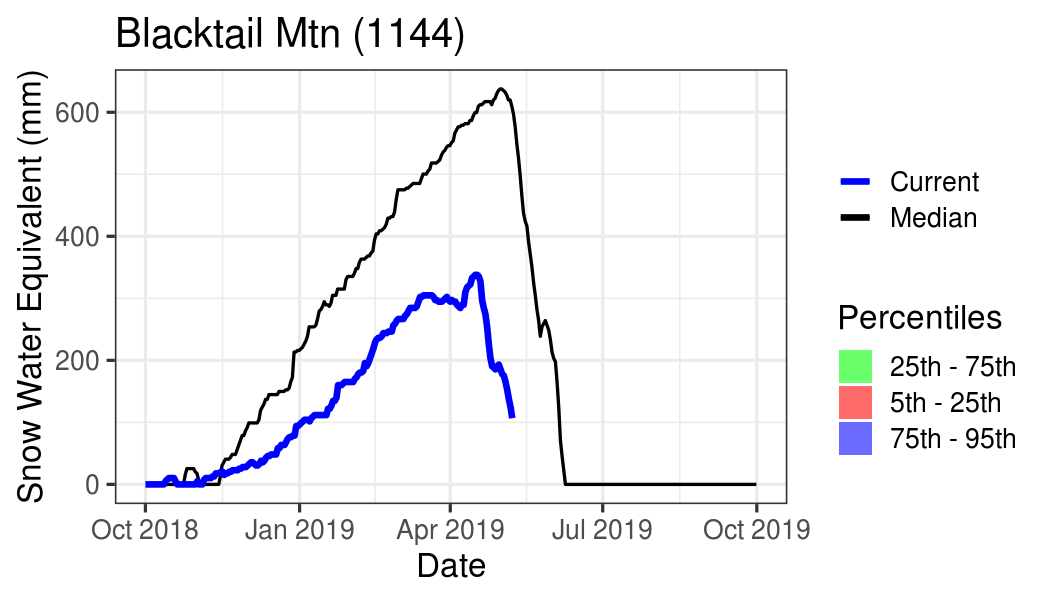 Blacktail Mtn (1144)
Snow Water Equivalent (mm)
600
400
200
0
Oct 2018
Jan 2019
Apr 2019
Jul 2019
Oct 2019
Date
Current
Median
Percentiles
25th - 75th
5th - 25th
75th - 95th